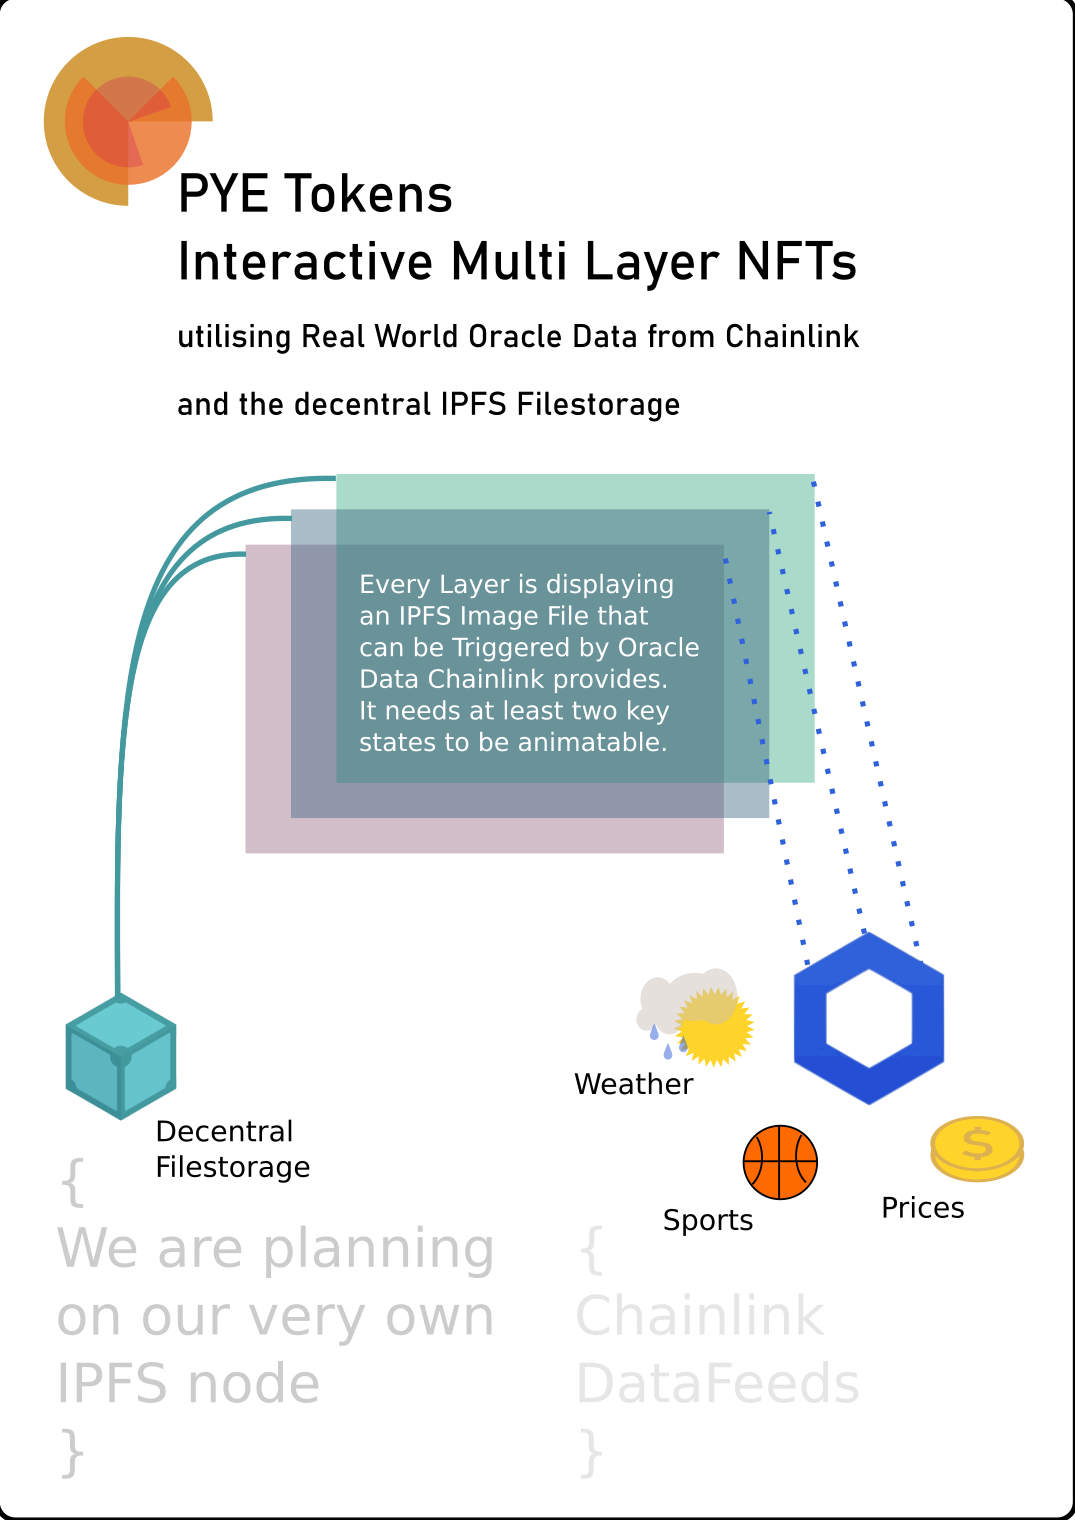 PYE Tokens
Interactive Multi Layer NFTs
utilising Real World Oracle Data from Chainlink
and the decentral IPFS Filestorage
Every Layer is displaying
an IPFS Image File that
can be Triggered by Oracle
Data Chainlink provides.
It needs at least two key
states to be animatable.
Weather
Decentral
Filestorage
$
Sports
Prices
{
We are planning
on our very own
IPFS node
}
{
Chainlink
DataFeeds
}